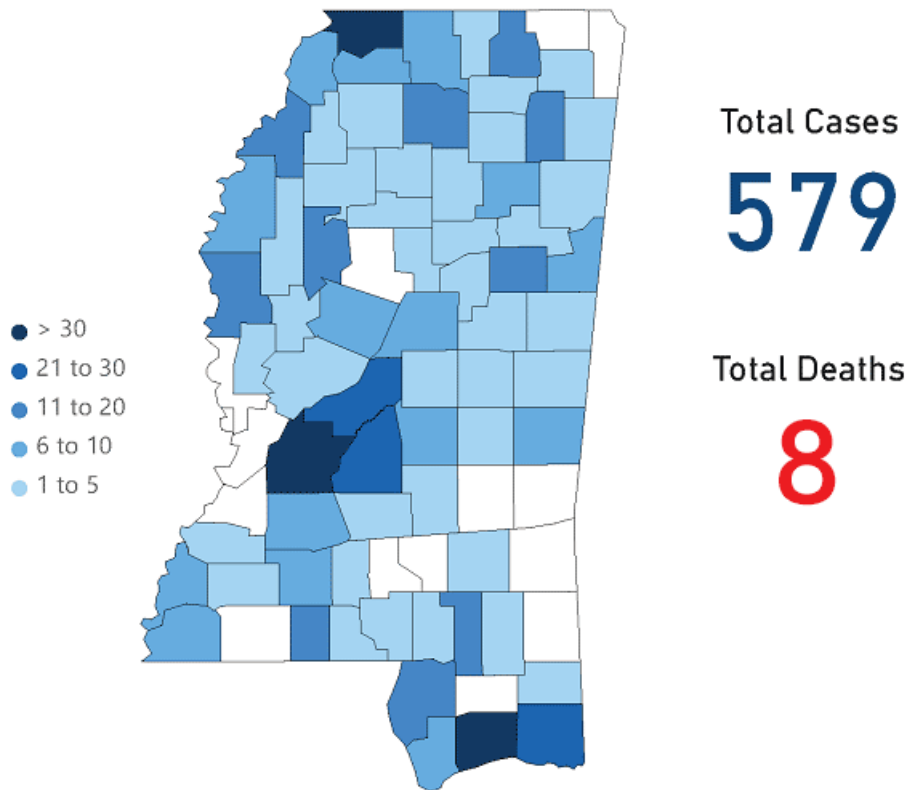 Total Cases
579
> 30
21 to 30
11 to 20
6 to 10
1 to 5
Total Deaths
8